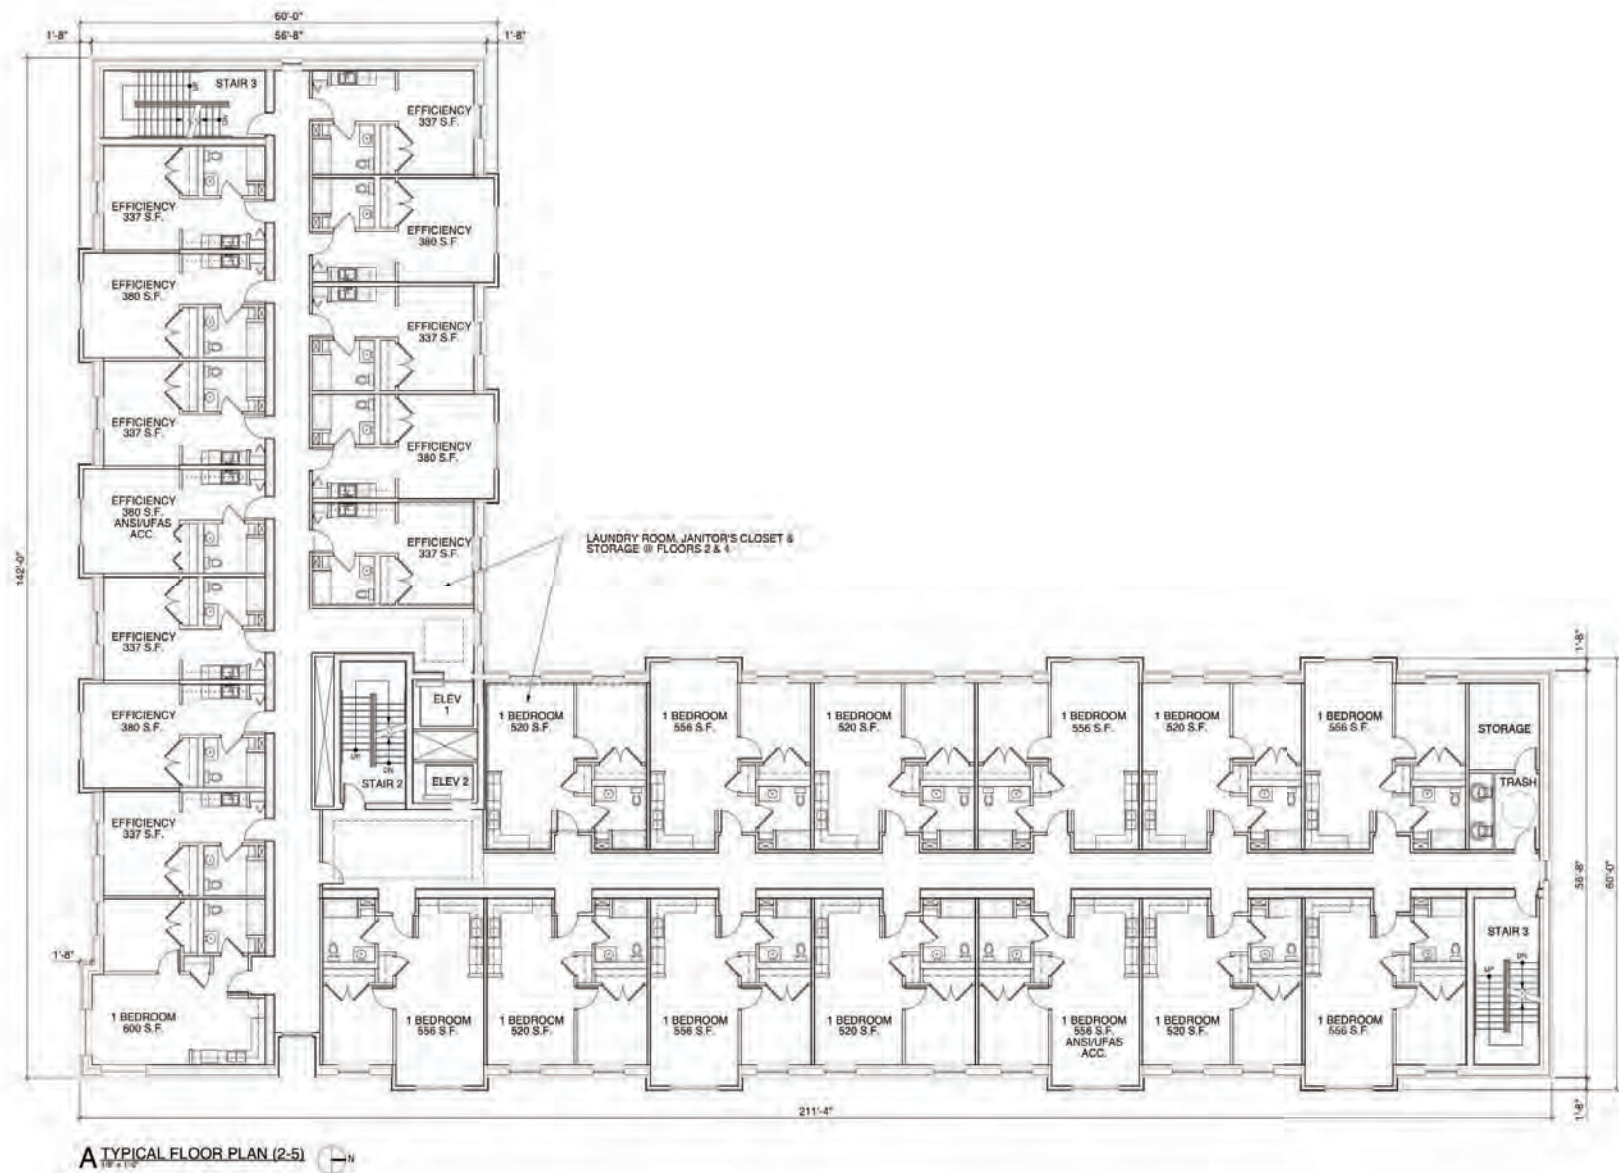 60'-0"
1'-8"
56'-8"
1'-8"
STAIR 3
UP
DN
EFFICIENCY
337 S.F.
EFFICIENCY
337 S.F.
EFFICIENCY
380 S.F.
EFFICIENCY
380 S.F.
EFFICIENCY
337 S.F.
EFFICIENCY
337 S.F.
EFFICIENCY
380 S.F.
EFFICIENCY
380 S.F.
ANSI/UFAS
ACC.
EFFICIENCY
337 S.F.
LAUNDRY ROOM, JANITOR'S CLOSET &
STORAGE @ FLOORS 2 & 4
142'-0"
EFFICIENCY
337 S.F.
1'-8"
EFFICIENCY
380 S.F.
ELEV
1
1 BEDROOM
520 S.F.
1 BEDROOM
556 S.F.
1 BEDROOM
520 S.F.
1 BEDROOM
556 S.F.
1 BEDROOM
520 S.F.
1 BEDROOM
556 S.F.
STORAGE
UP
DN
STAIR 2
ELEV 2
TRASH
EFFICIENCY
337 S.F.
56'-8"
60'-0"
1'-8"
STAIR 3
UP
DN
1 BEDROOM
600 S.F.
1 BEDROOM
556 S.F.
1 BEDROOM
520 S.F.
1 BEDROOM
556 S.F.
1 BEDROOM
520 S.F.
1 BEDROOM
556 S.F.
ANSI/UFAS
ACC.
1 BEDROOM
520 S.F.
1 BEDROOM
556 S.F.
211'-4"
1'-8"
A TYPICAL FLOOR PLAN (2-5)
N